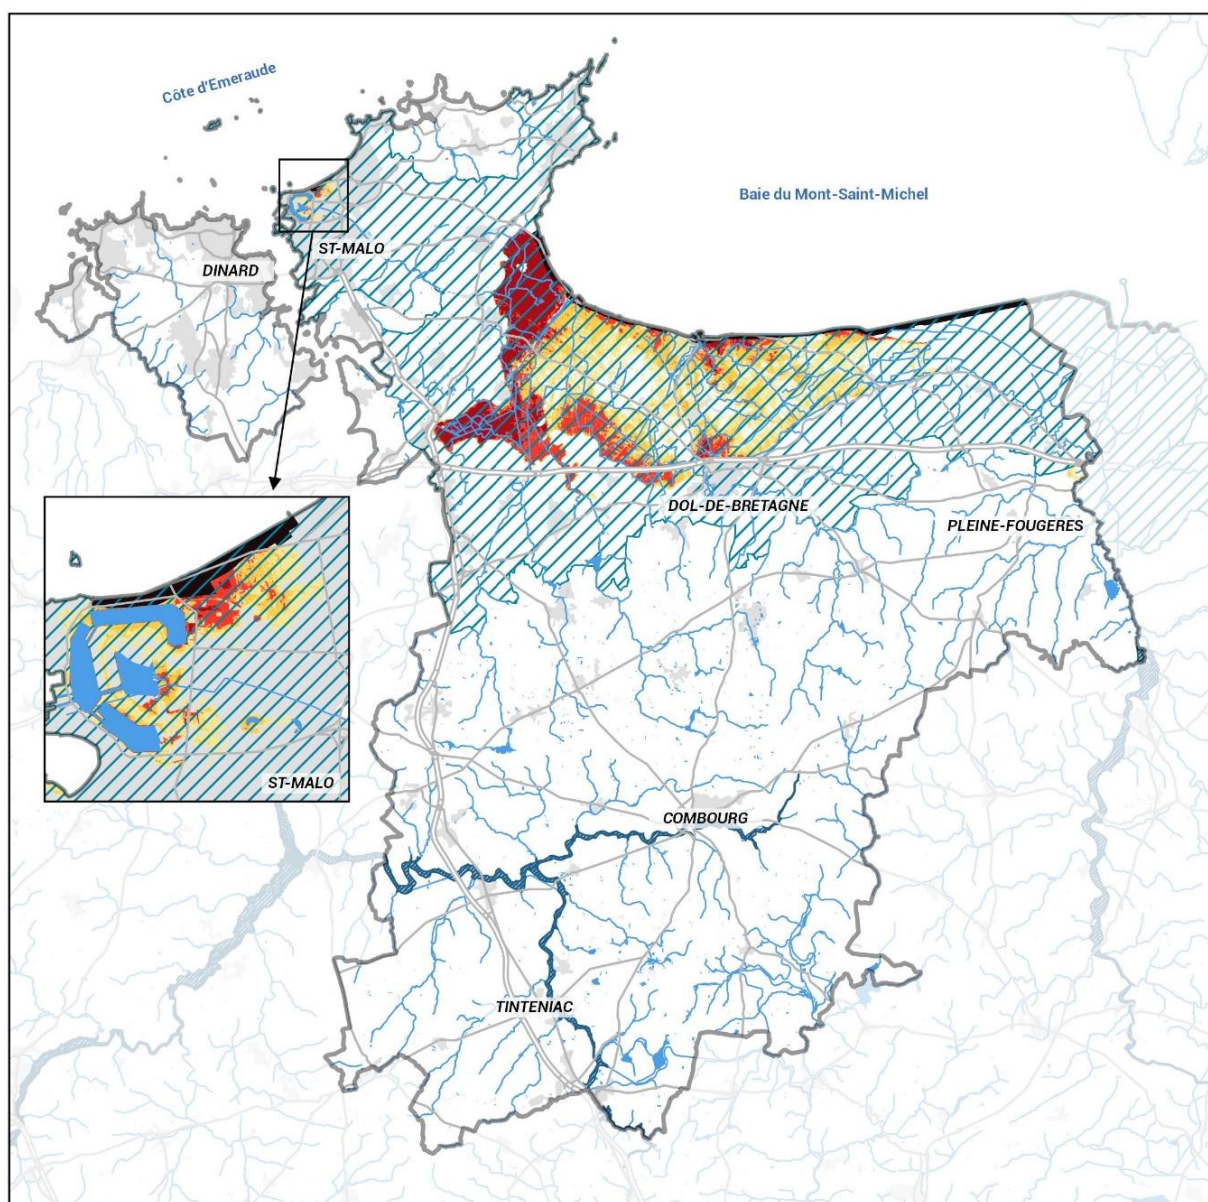 Côte d'Emeraude
Baie du Mont-Saint-Michel
ST-MALO
DINARD
DOL-DE-BRETAGNE
PLEINE-FOUGERES
ST-MALO
COMBOURG
TINTENIAC